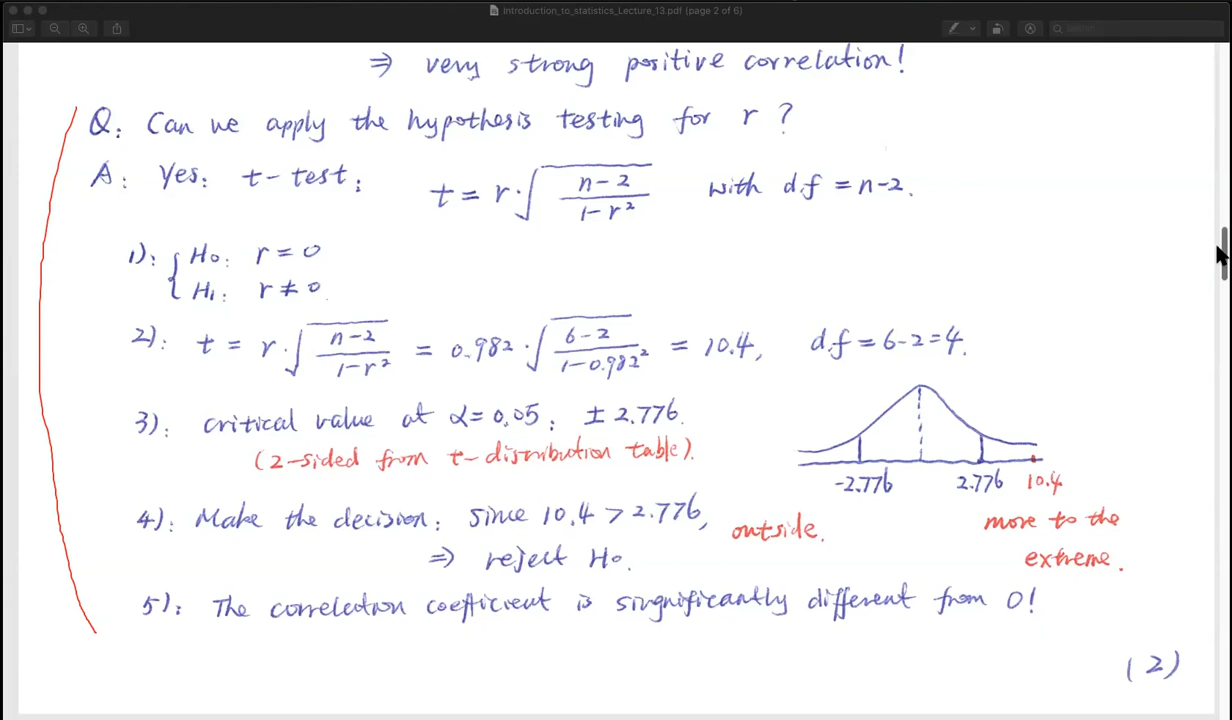 Introduction_to_statistics_Lecture_13.pdf (page 2 of 6)
Search
⇒ very strong positive correlation!
Q: Can we apply the hypothesis testing for r ?
A: Yes: t-test: t = r·√((n-2)/(1-r²)) with d.f = n-2.
1): { H₀: r = 0
H₁: r ≠ 0
2): t = r·√((n-2)/(1-r²)) = 0.982·√((6-2)/(1-0.982²)) = 10.4, d.f = 6-2=4.
3): critical value at α=0.05: ± 2.776.
(2-sided from t-distribution table).
-2.776 2.776 10.4
4): Make the decision: since 10.4 > 2.776, outside.
more to the
extreme.
⇒ reject H₀.
5): The correlation coefficient is singnificantly different from 0!
(2)